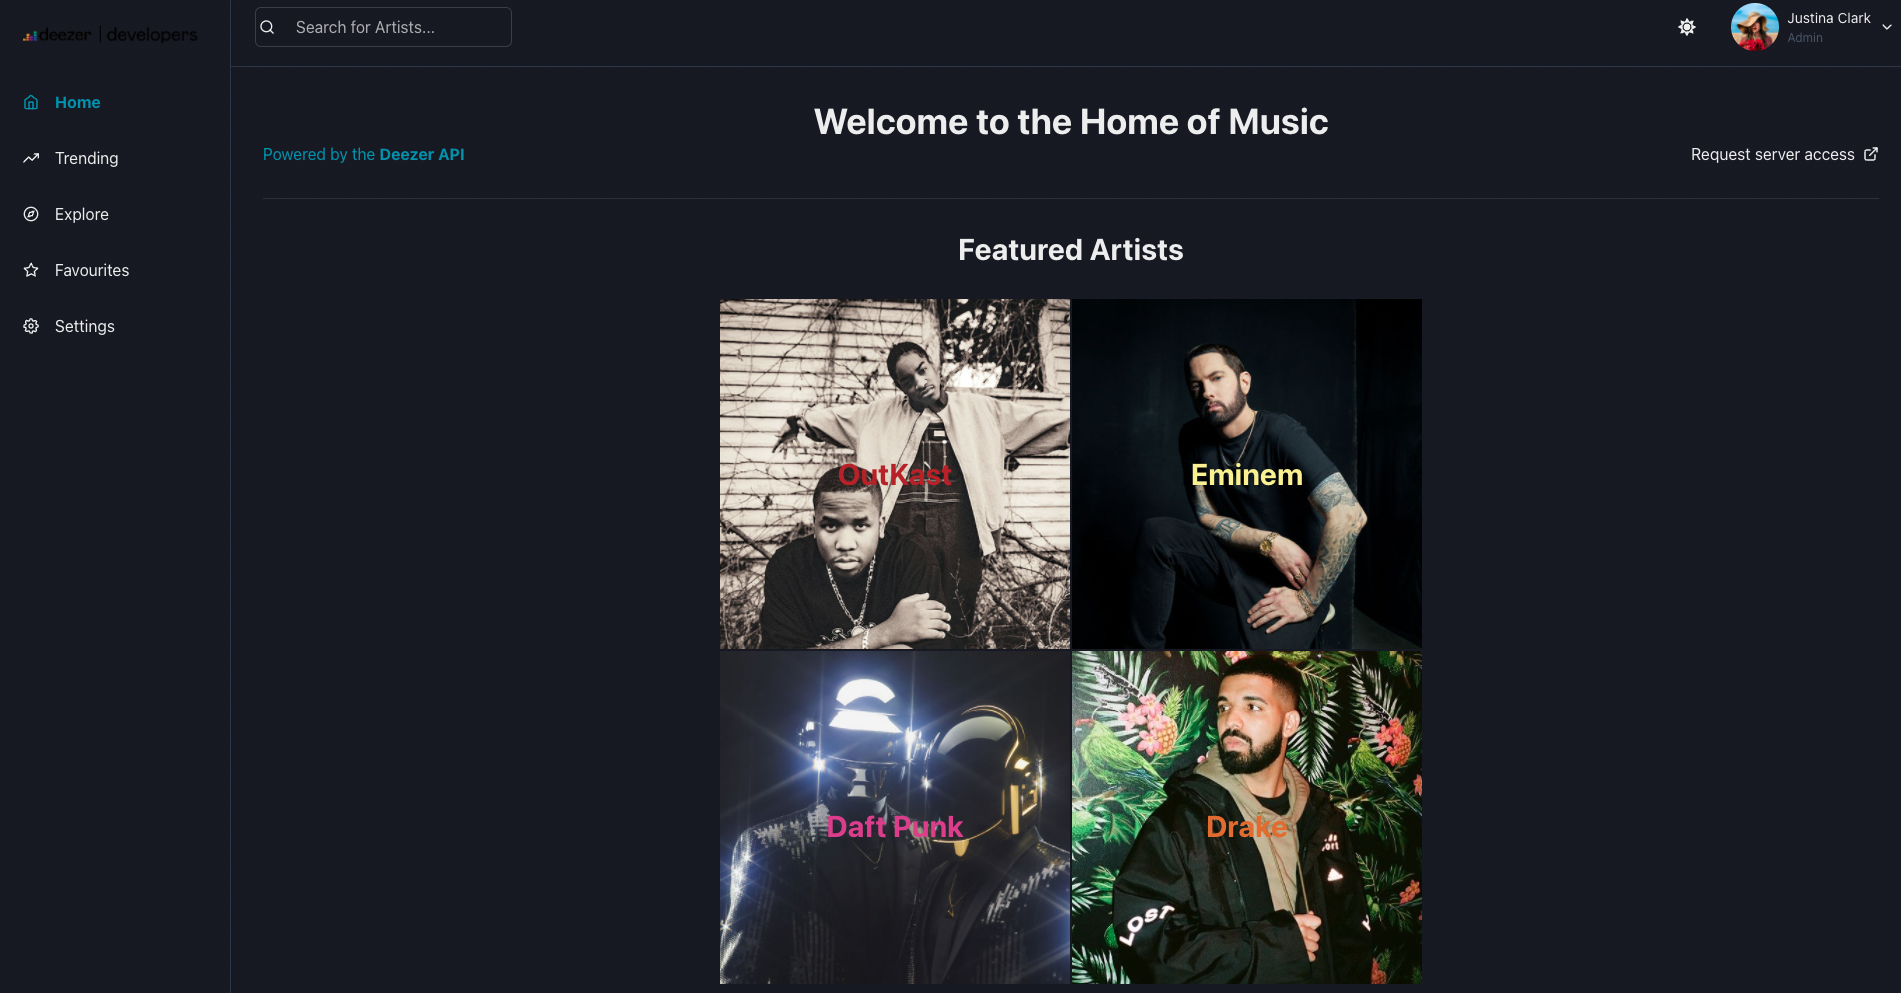 deezer | developers
Search for Artists...
Justina Clark
Admin
Home
Trending
Explore
Favourites
Settings
Welcome to the Home of Music
Powered by the Deezer API
Request server access
Featured Artists
OutKast
Eminem
Daft Punk
Drake
LOST